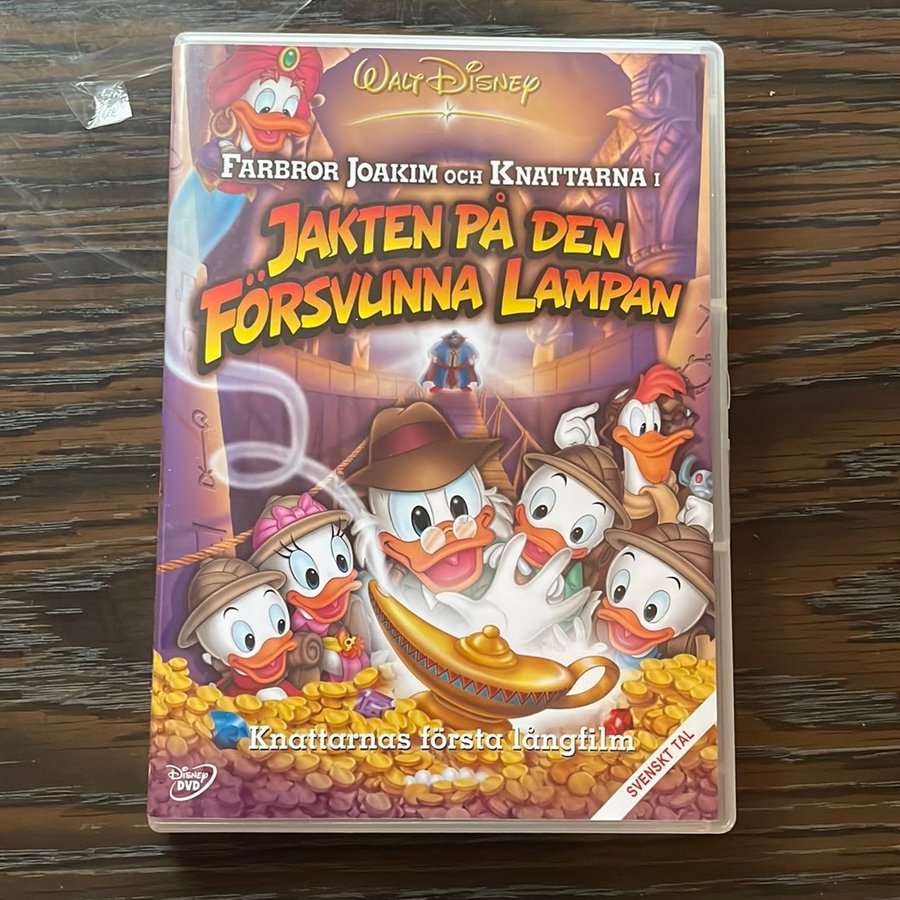 WALT DISNEY
FARBROR JOAKIM OCH KNATTARNA I
JAKTEN PÅ DEN
FÖRSVUNNA LAMPAN
Knattarnas första långfilm
DISNEY
DVD
SVENSKT TAL